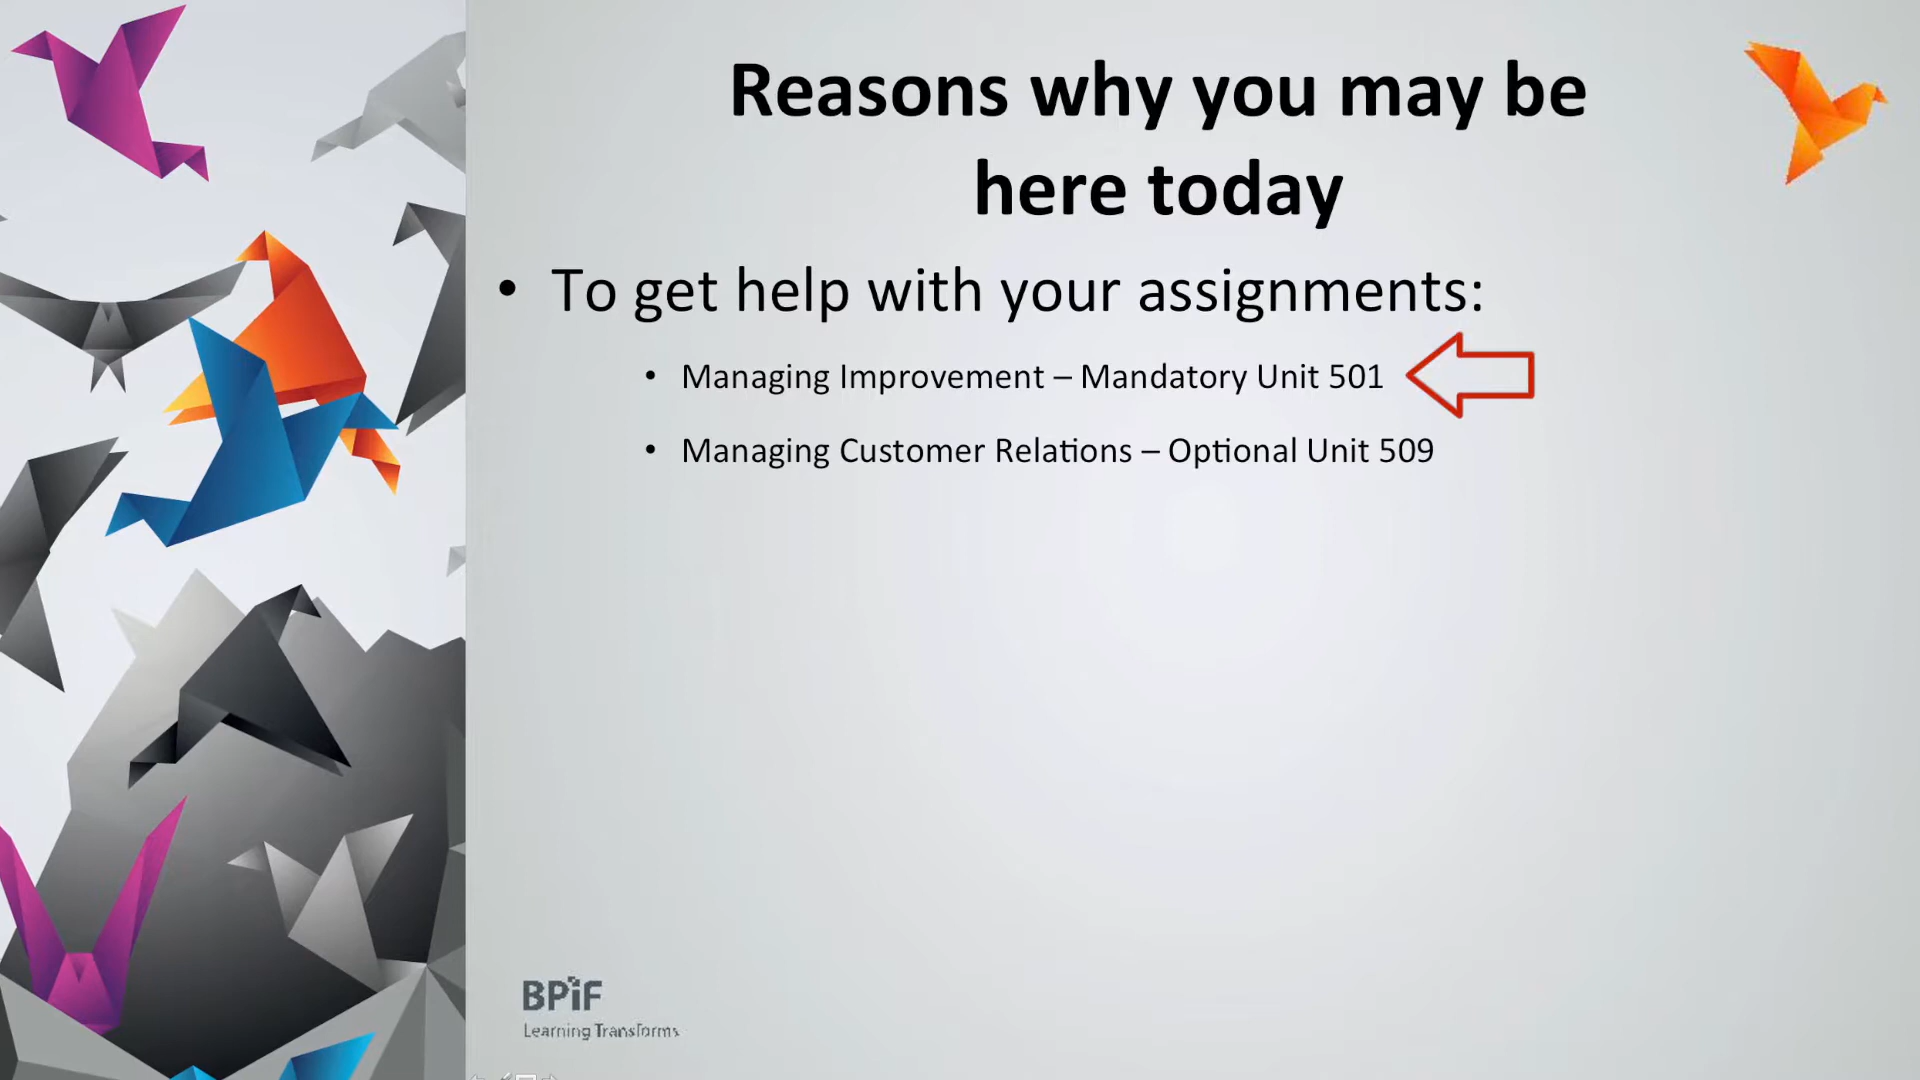 Reasons why you may be
here today
• To get help with your assignments:
• Managing Improvement – Mandatory Unit 501
• Managing Customer Relations – Optional Unit 509
BPiF
Learning Transforms